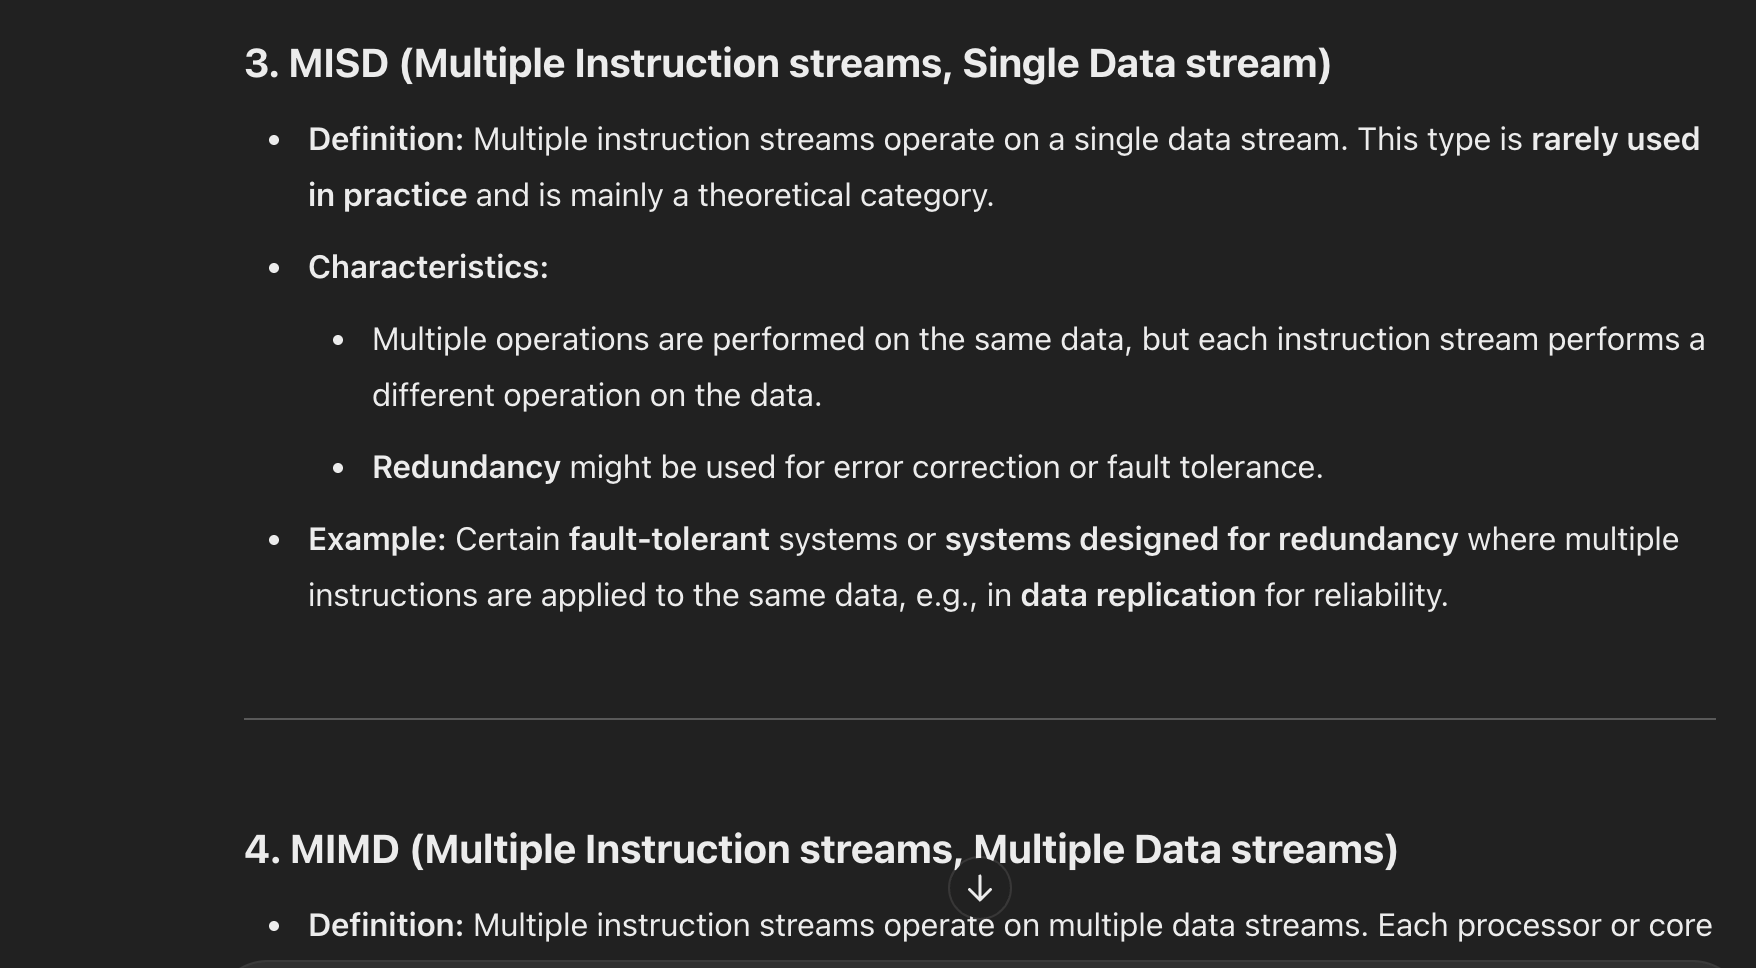 3. MISD (Multiple Instruction streams, Single Data stream)
• Definition: Multiple instruction streams operate on a single data stream. This type is rarely used
in practice and is mainly a theoretical category.
• Characteristics:
• Multiple operations are performed on the same data, but each instruction stream performs a
different operation on the data.
• Redundancy might be used for error correction or fault tolerance.
• Example: Certain fault-tolerant systems or systems designed for redundancy where multiple
instructions are applied to the same data, e.g., in data replication for reliability.
4. MIMD (Multiple Instruction streams, Multiple Data streams)
• Definition: Multiple instruction streams operate on multiple data streams. Each processor or core